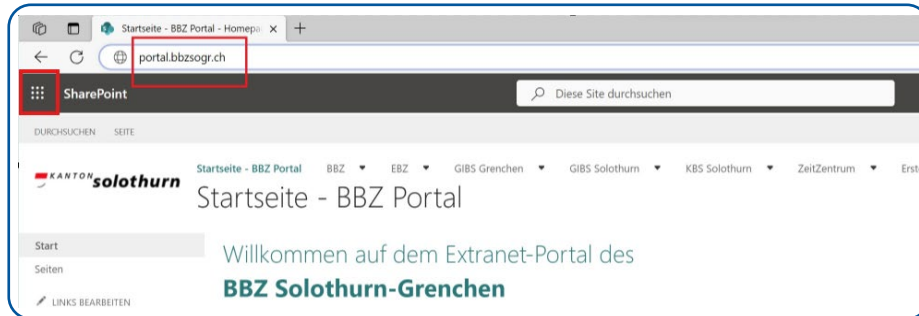 Startseite - BBZ Portal - Homepa
portal.bbzsogr.ch
SharePoint
Diese Site durchsuchen
DURCHSUCHEN SEITE
KANTON solothurn
Startseite - BBZ Portal BBZ EBZ GIBS Grenchen GIBS Solothurn KBS Solothurn ZeitZentrum Erst
Startseite - BBZ Portal
Start
Seiten
LINKS BEARBEITEN
Willkommen auf dem Extranet-Portal des
BBZ Solothurn-Grenchen